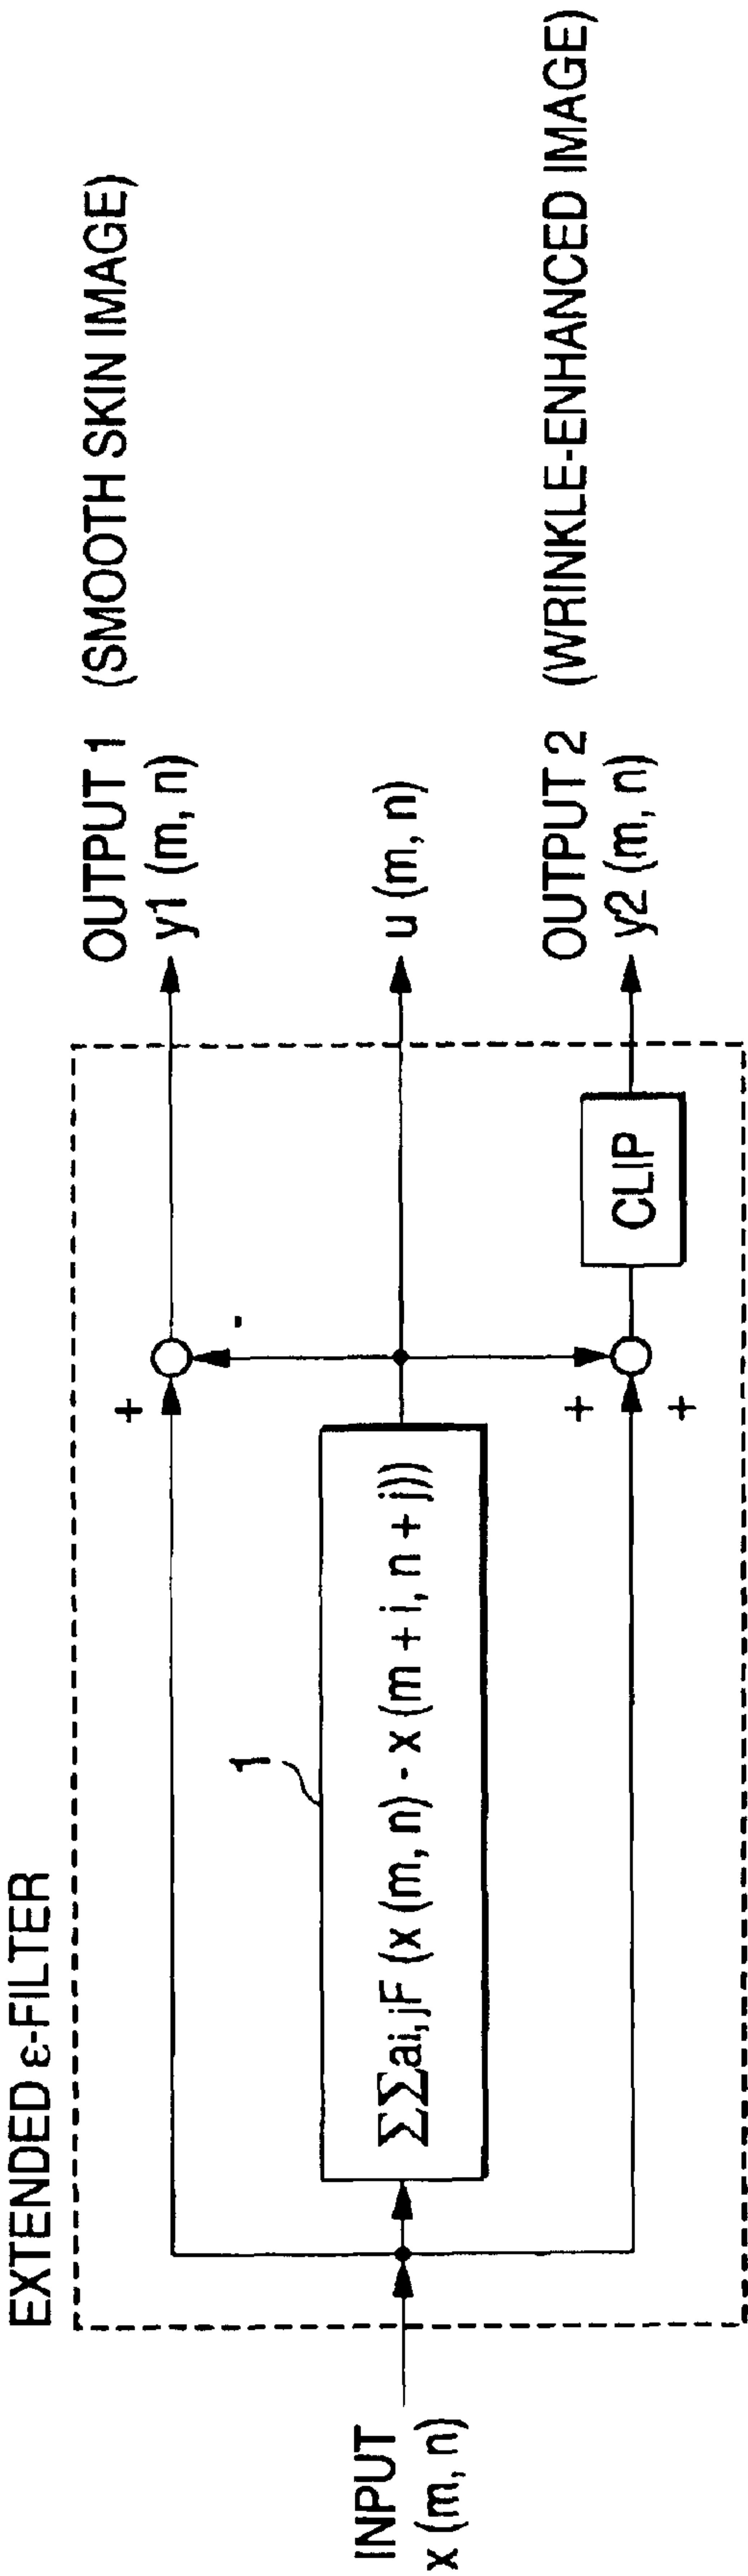 EXTENDED ε-FILTER
INPUT
x (m, n)
1
ΣΣai,jF (x (m, n) - x (m + i, n + j))
+
-
+
+
CLIP
OUTPUT 1 (SMOOTH SKIN IMAGE)
y1 (m, n)
u (m, n)
OUTPUT 2 (WRINKLE-ENHANCED IMAGE)
y2 (m, n)